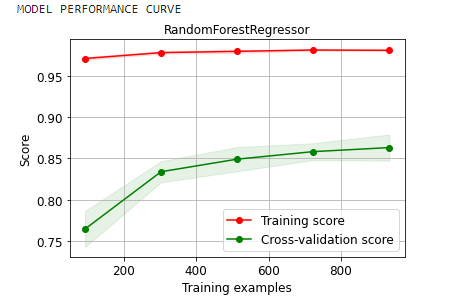 MODEL PERFORMANCE CURVE
RandomForestRegressor
0.95
0.90
0.85
0.80
0.75
Score
Training score
Cross-validation score
200 400 600 800
Training examples